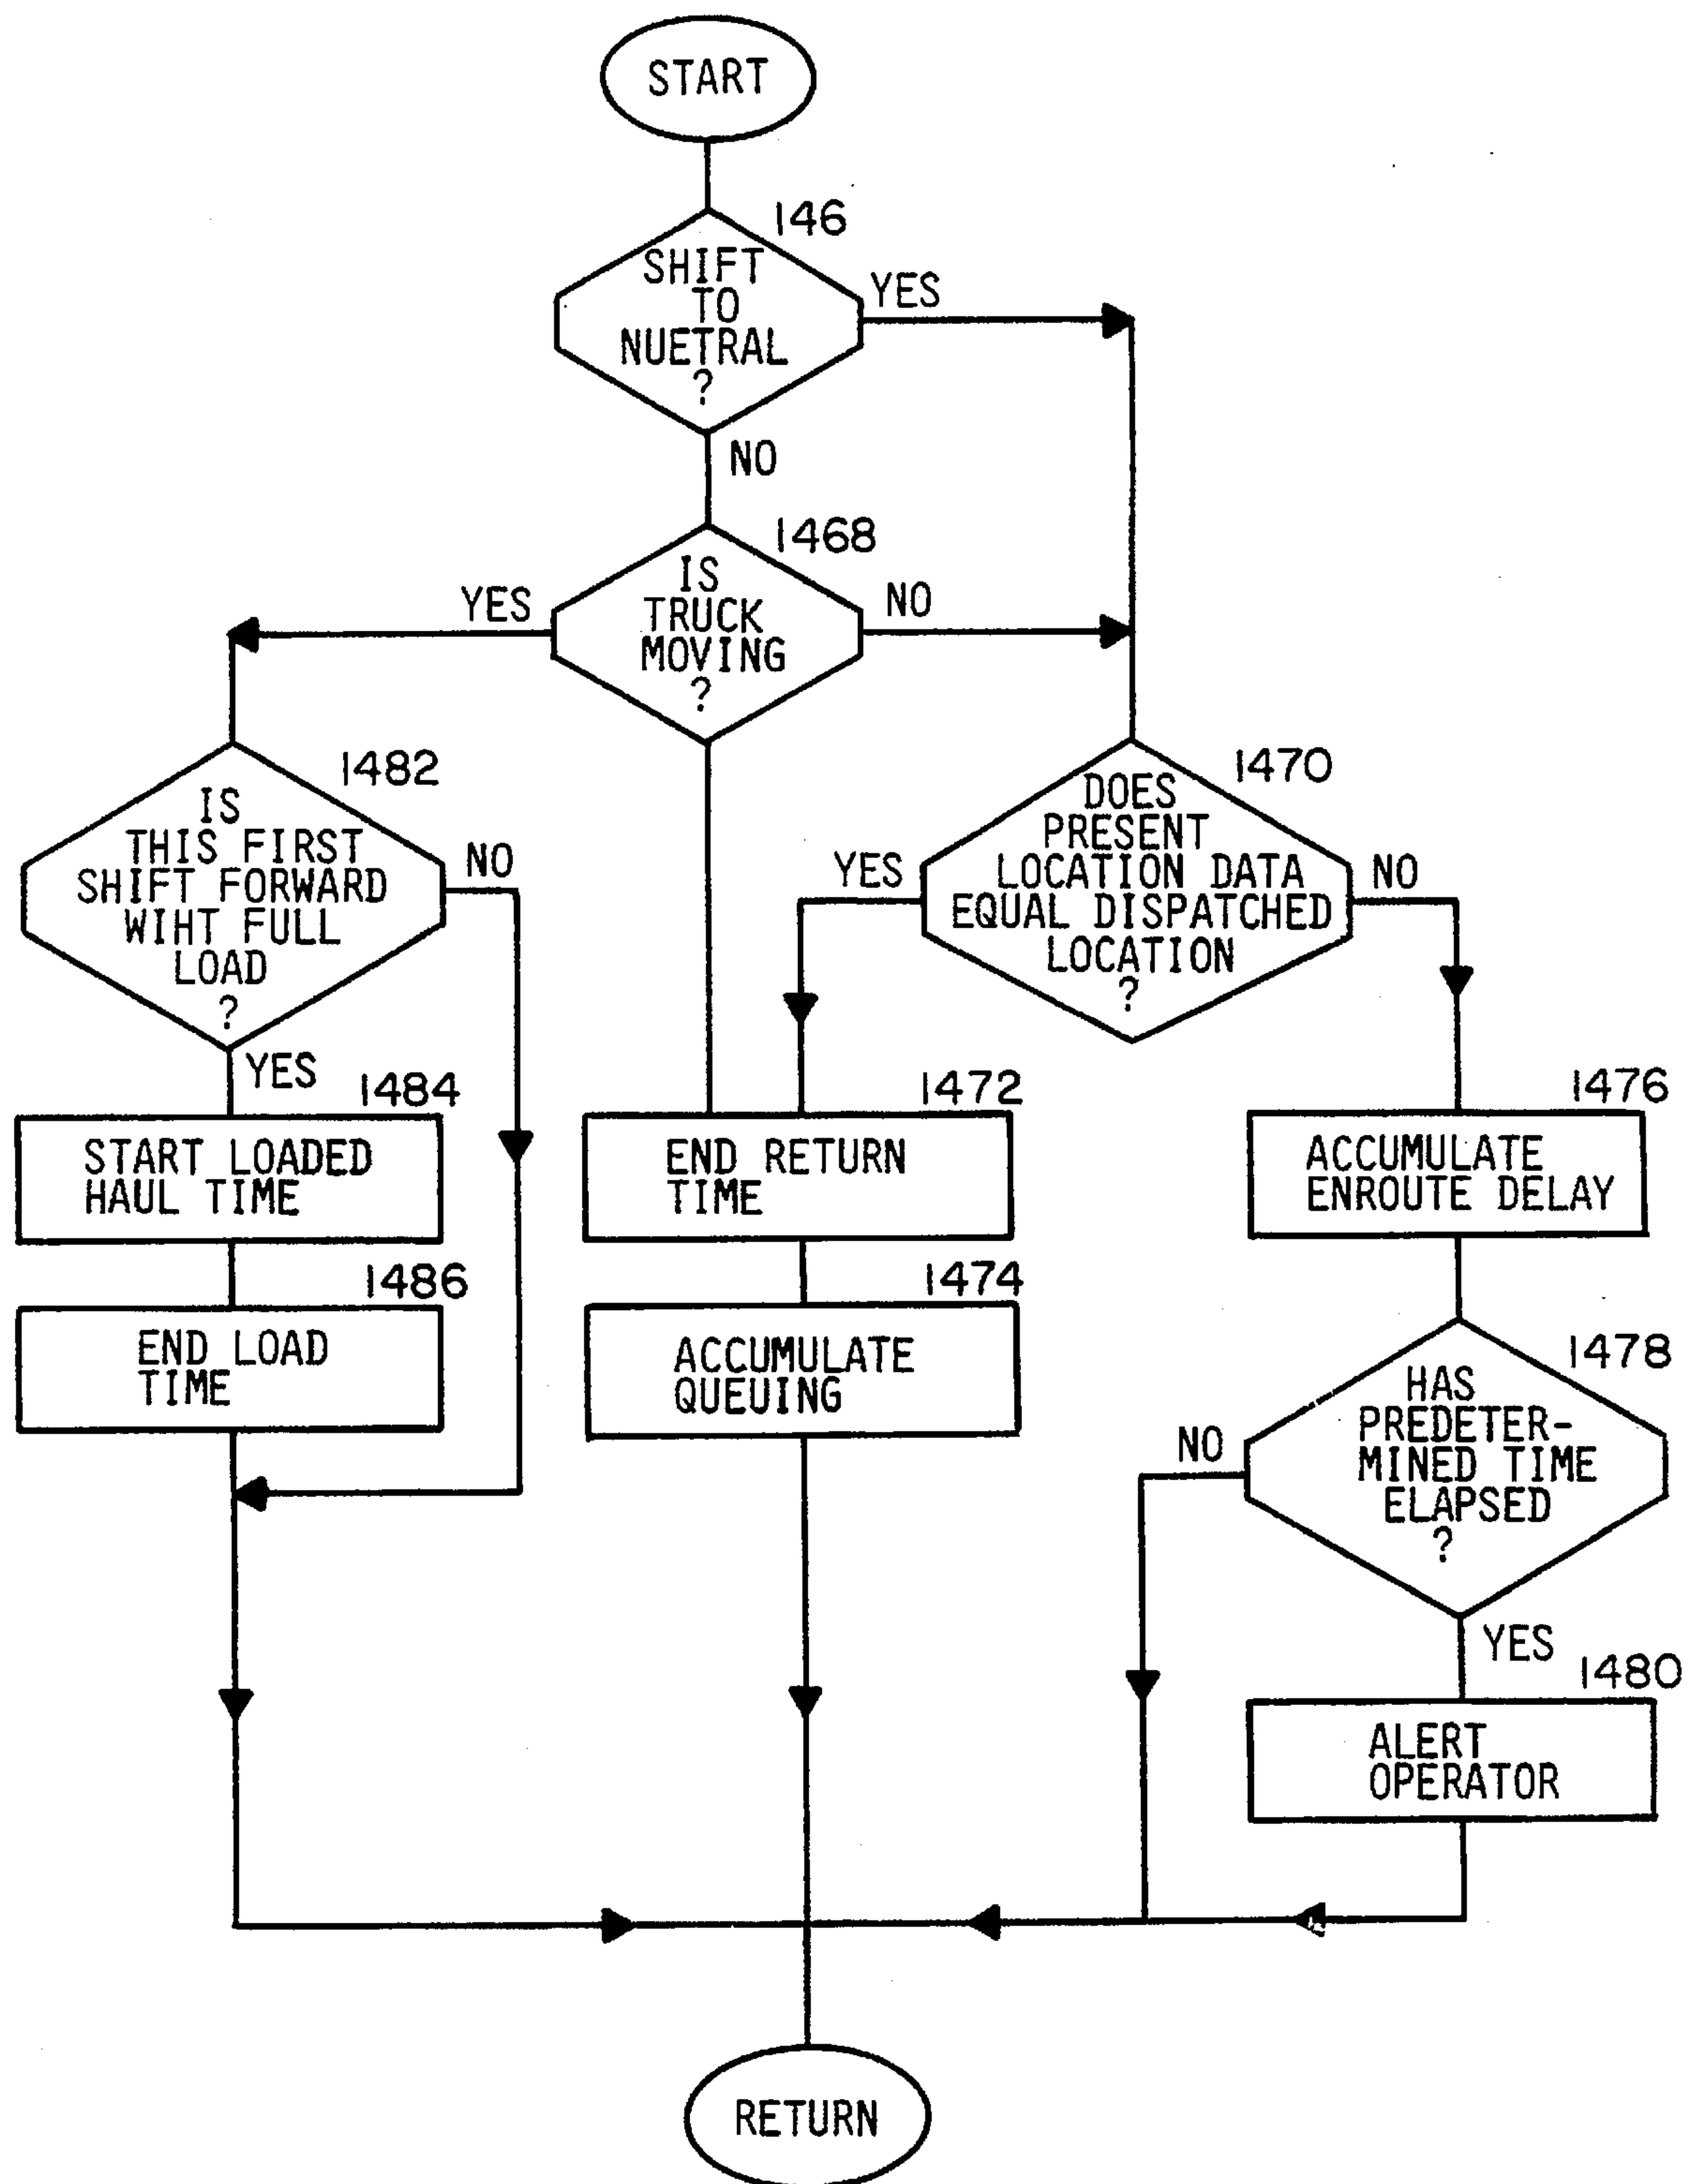 START
146
SHIFT
TO
NUETRAL
?
YES
NO
1468
IS
TRUCK
MOVING
?
YES
NO
1482
IS
THIS FIRST
SHIFT FORWARD
WIHT FULL
LOAD
?
NO
YES
1470
DOES
PRESENT
LOCATION DATA
EQUAL DISPATCHED
LOCATION
?
YES
NO
1484
START LOADED
HAUL TIME
1472
END RETURN
TIME
1476
ACCUMULATE
ENROUTE DELAY
1486
END LOAD
TIME
1474
ACCUMULATE
QUEUING
1478
HAS
PREDETER-
MINED TIME
ELAPSED
?
NO
YES
1480
ALERT
OPERATOR
RETURN